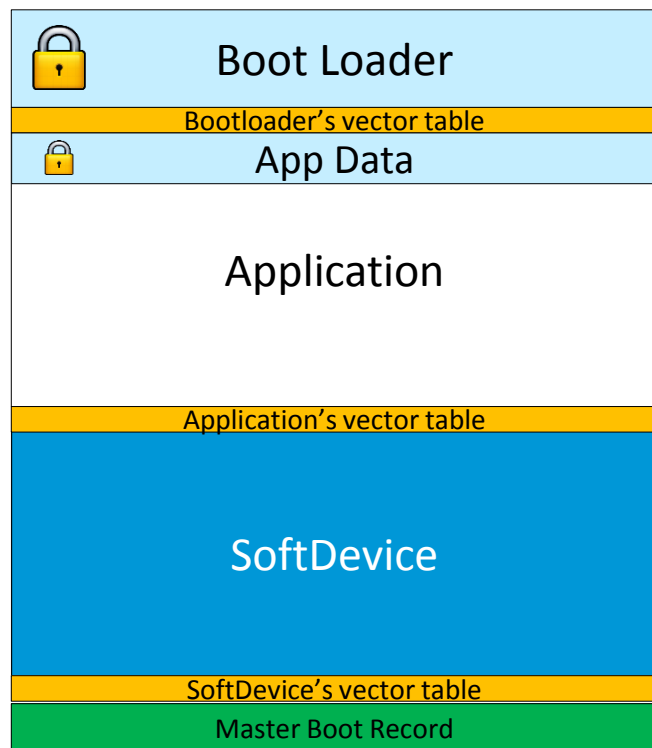 Boot Loader
Bootloader's vector table
App Data
Application
Application's vector table
SoftDevice
SoftDevice's vector table
Master Boot Record